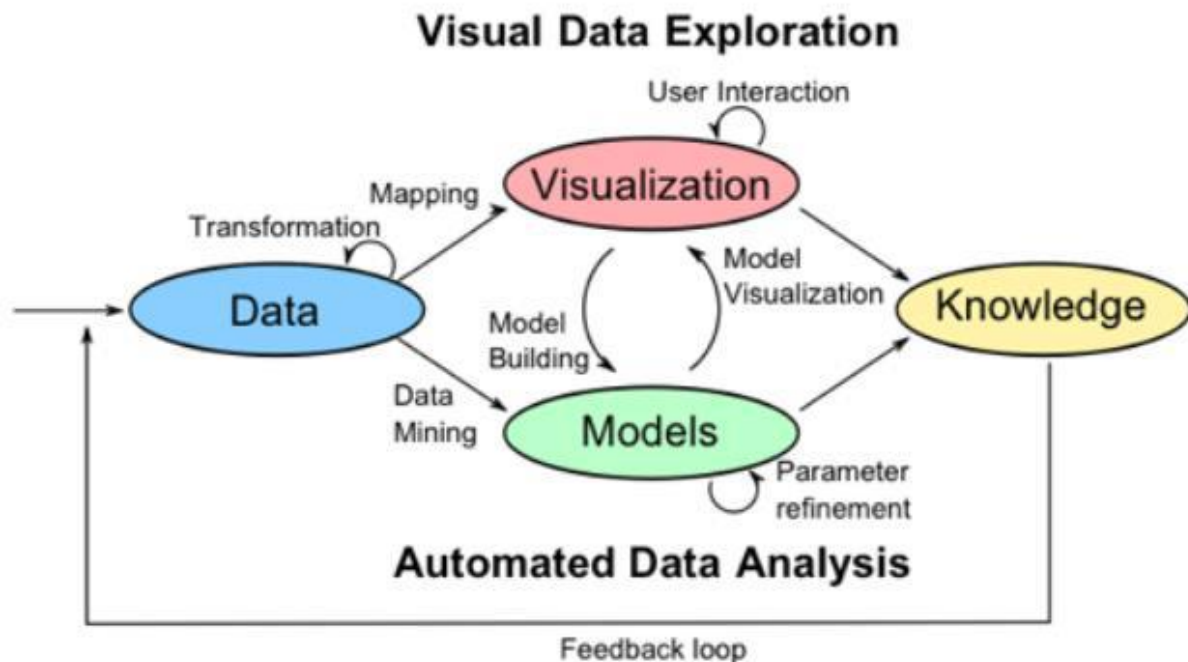 Visual Data Exploration
User Interaction
Visualization
Mapping
Transformation
Data
Model
Visualization
Knowledge
Model
Building
Data
Mining
Models
Parameter
refinement
Automated Data Analysis
Feedback loop